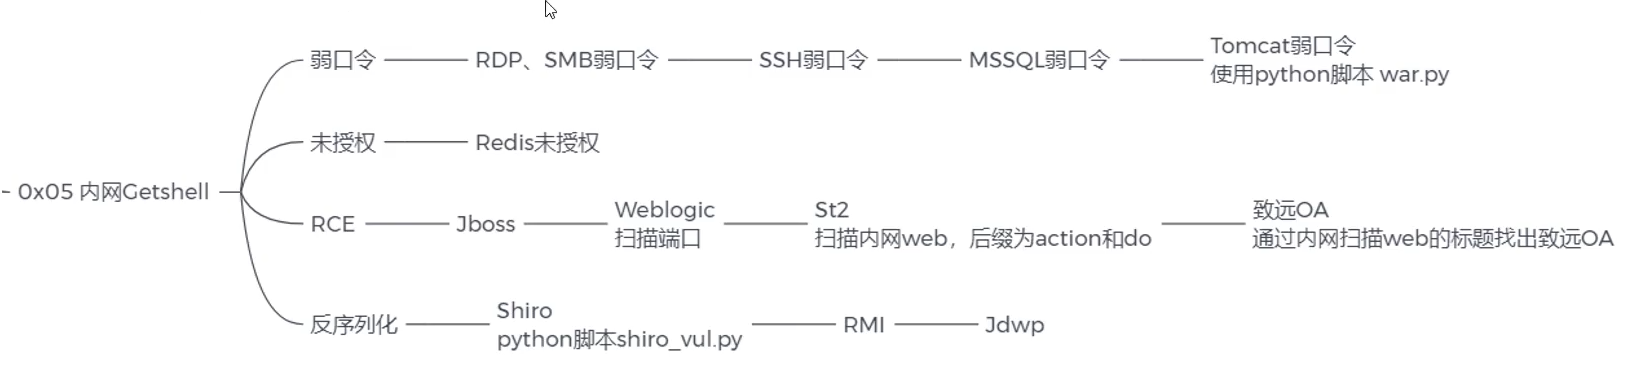 弱口令
RDP、SMB弱口令
SSH弱口令
MSSQL弱口令
Tomcat弱口令
使用python脚本 war.py
未授权
Redis未授权
0x05 内网Getshell
RCE
Jboss
Weblogic
扫描端口
St2
扫描内网web，后缀为action和do
致远OA
通过内网扫描web的标题找出致远OA
反序列化
Shiro
python脚本shiro_vul.py
RMI
Jdwp